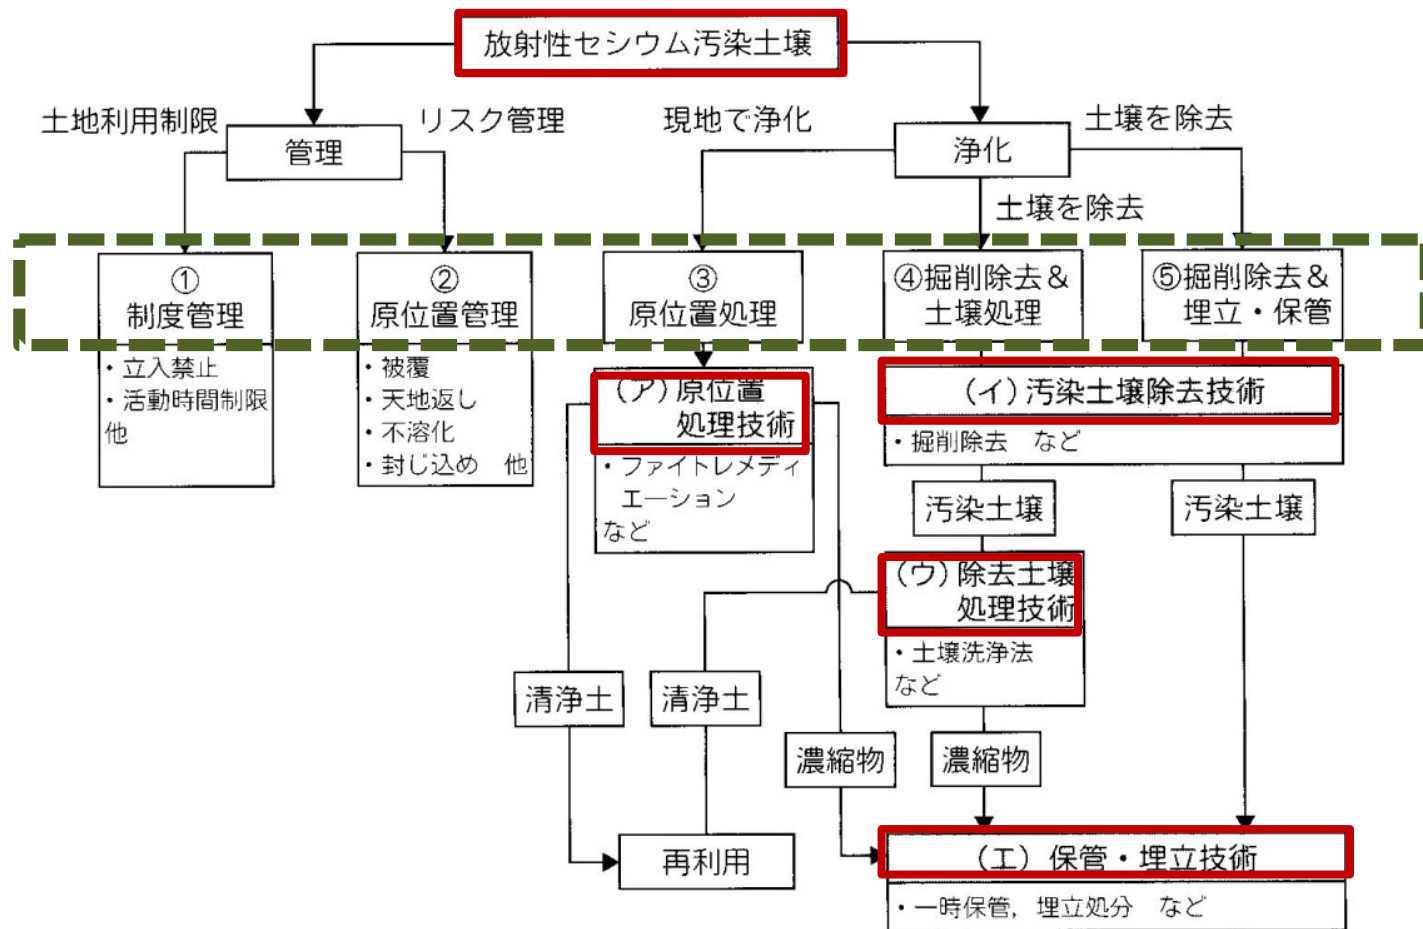 放射性セシウム汚染土壌
土地利用制限
リスク管理
現地で浄化
土壌を除去
管理
浄化
土壌を除去
①
制度管理
・立入禁止
・活動時間制限
他
②
原位置管理
・被覆
・天地返し
・不溶化
・封じ込め 他
③
原位置処理
④掘削除去&
土壌処理
⑤掘削除去&
埋立・保管
(ア)原位置
処理技術
・ファイトレメディ
エーション
など
(イ)汚染土壌除去技術
・掘削除去 など
汚染土壌
汚染土壌
(ウ)除去土壌
処理技術
・土壌洗浄法
など
清浄土
清浄土
濃縮物
濃縮物
再利用
(エ) 保管・埋立技術
・一時保管, 埋立処分 など